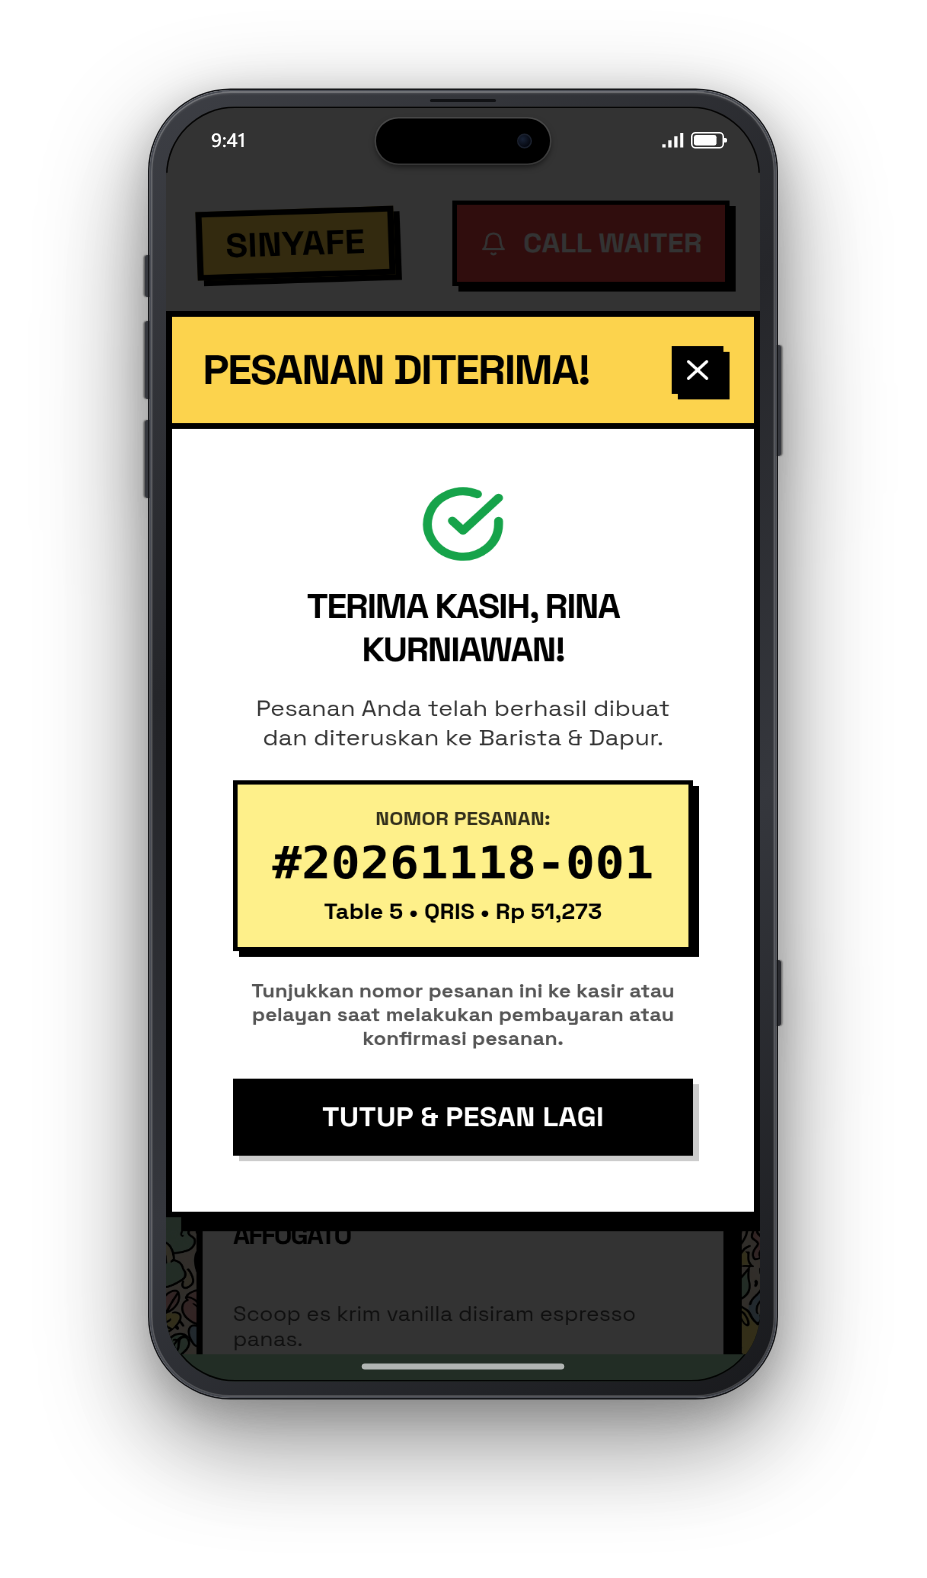 9:41
SINYAFE
CALL WAITER
PESANAN DITERIMA!
TERIMA KASIH, RINA
KURNIAWAN!
Pesanan Anda telah berhasil dibuat
dan diteruskan ke Barista & Dapur.
NOMOR PESANAN:
#20261118-001
Table 5 • QRIS • Rp 51,273
Tunjukkan nomor pesanan ini ke kasir atau
pelayan saat melakukan pembayaran atau
konfirmasi pesanan.
TUTUP & PESAN LAGI
AFFOGATO
Scoop es krim vanilla disiram espresso
panas.